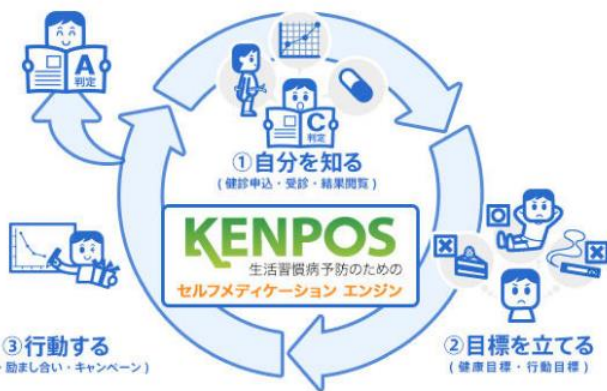 A
判定
C
判定
①自分を知る
(健診申込・受診・結果閲覧)
KENPOS
生活習慣病予防のための
セルフメディケーション エンジン
③行動する
・励まし合い・キャンペーン)
②目標を立てる
(健康目標・行動目標)